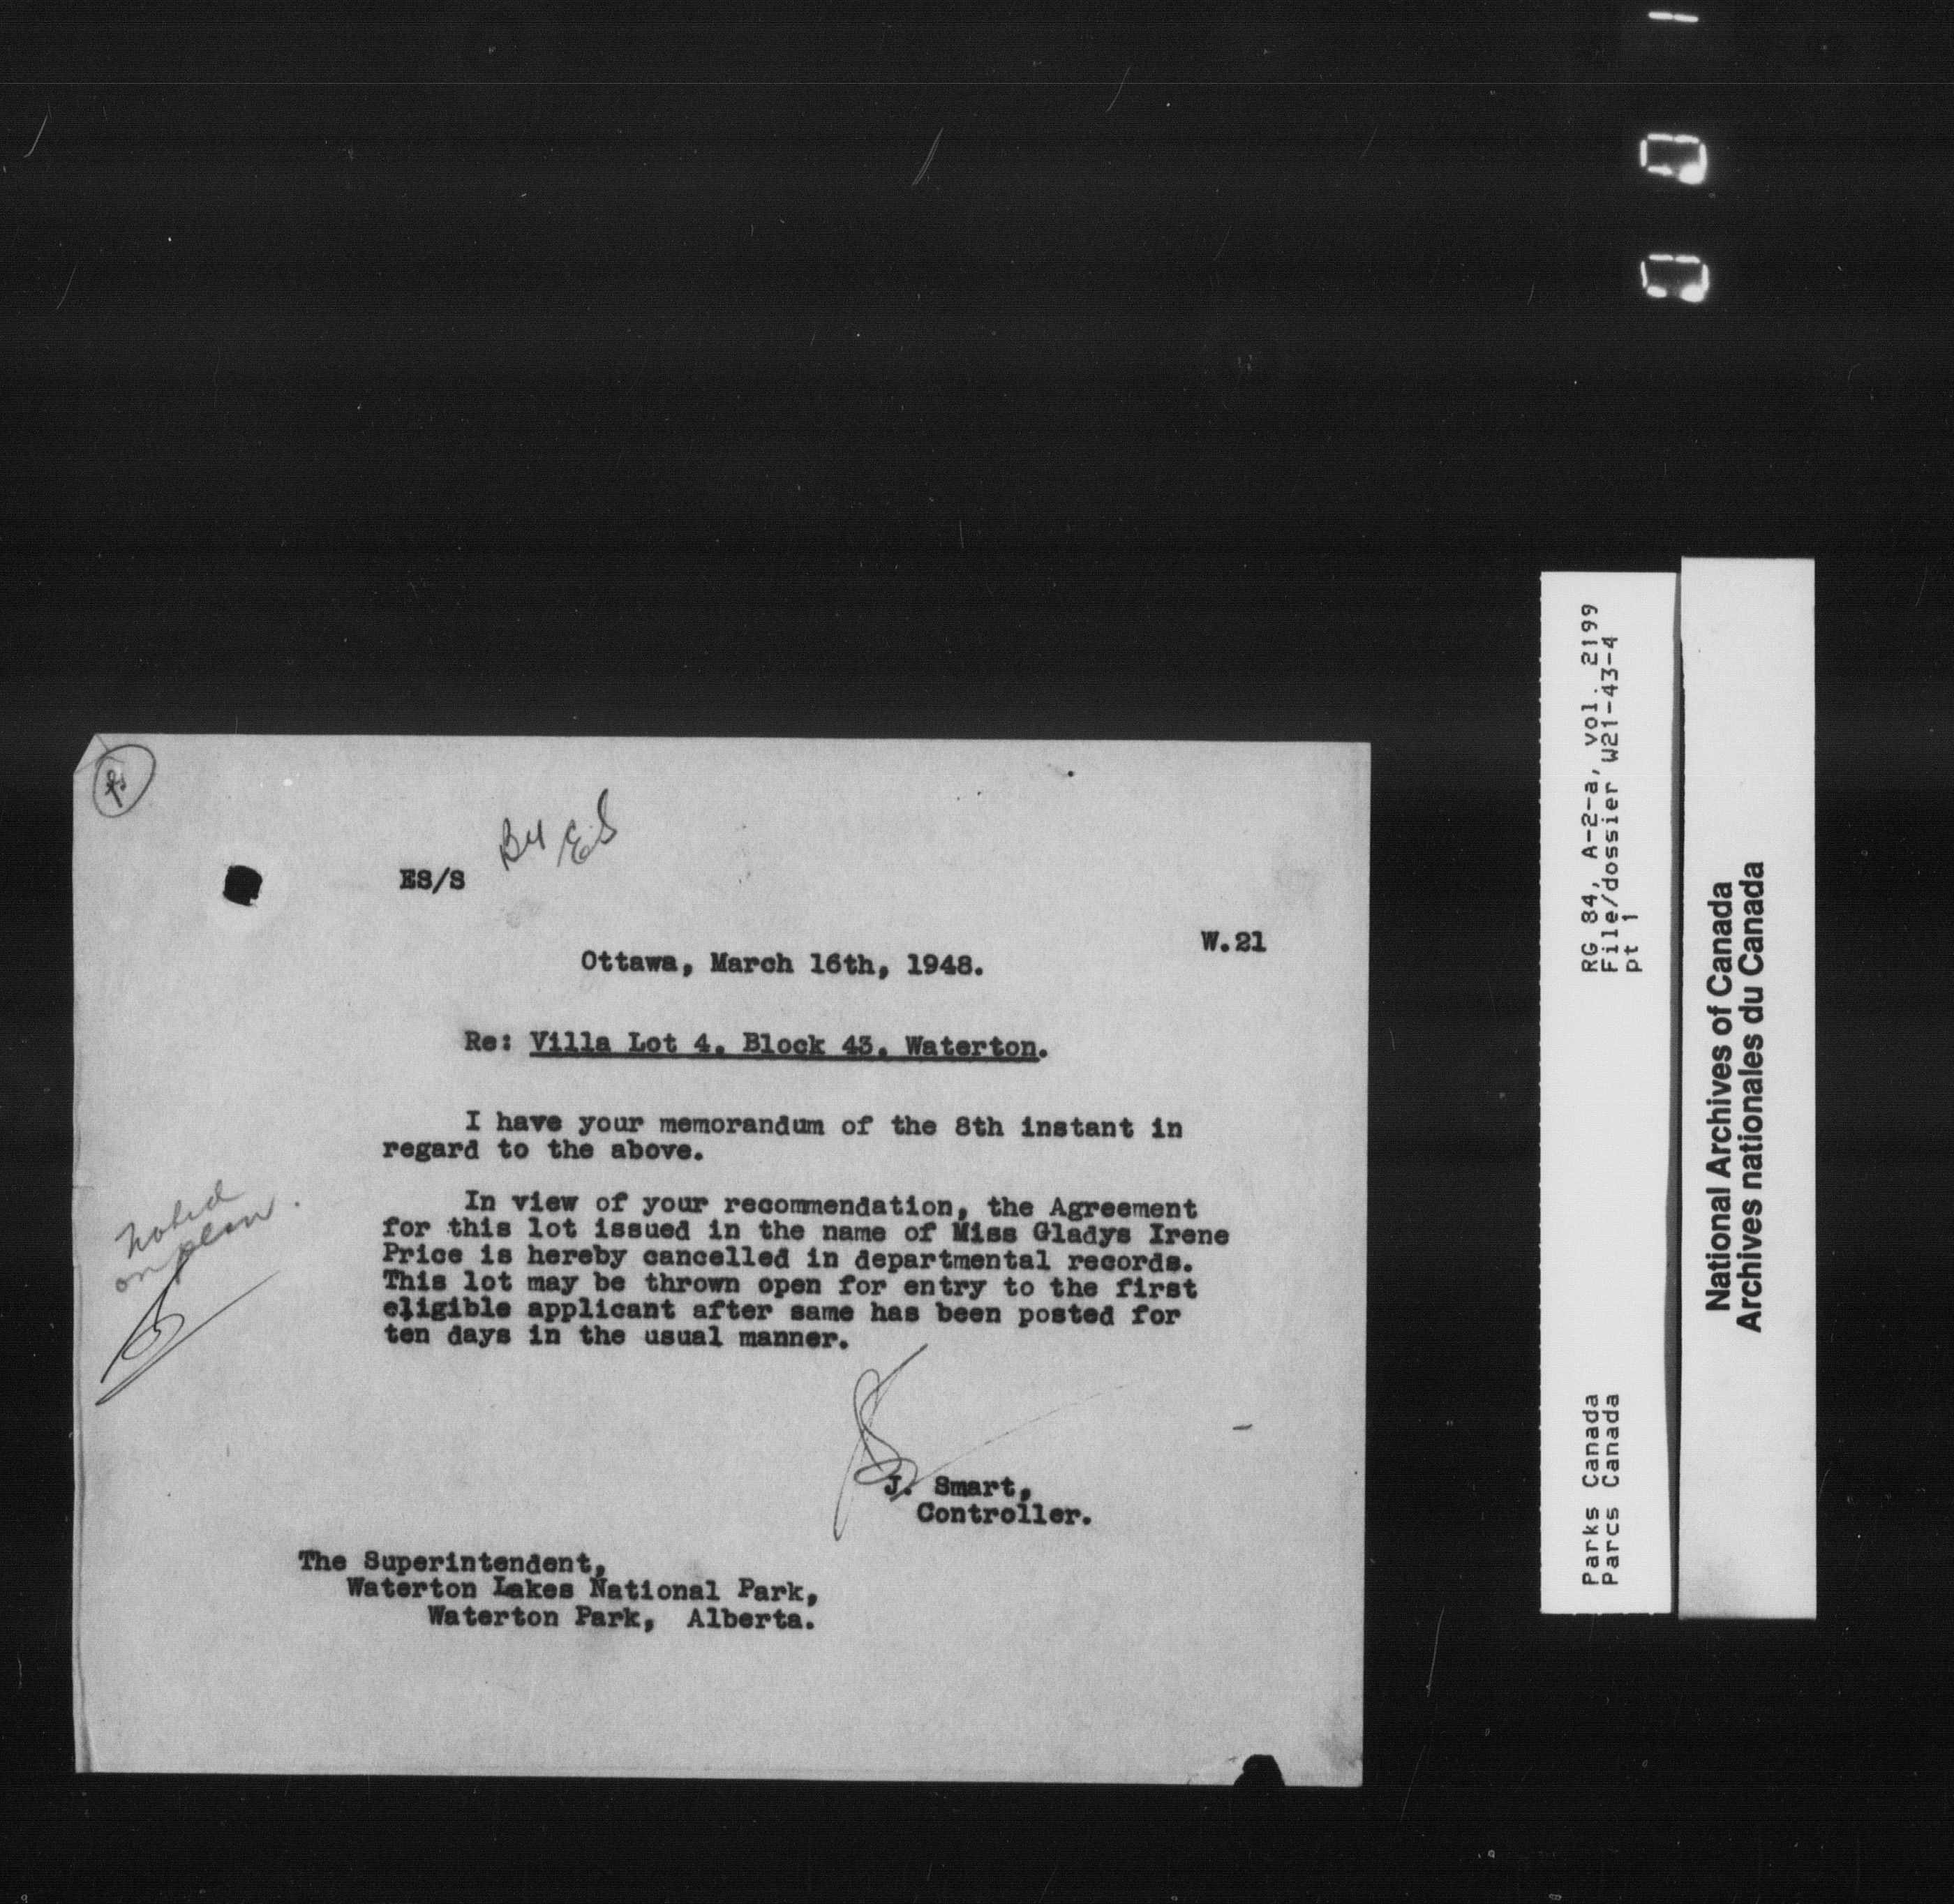 B4 ES
ES/S
W.21
Ottawa, March 16th, 1948.
Re: Villa Lot 4, Block 43, Waterton.
I have your memorandum of the 8th instant in
regard to the above.
In view of your recommendation, the Agreement
for this lot issued in the name of Miss Gladys Irene
Price is hereby cancelled in departmental records.
This lot may be thrown open for entry to the first
eligible applicant after same has been posted for
ten days in the usual manner.
Noted
on plan.
J. Smart,
Controller.
The Superintendent,
Waterton Lakes National Park,
Waterton Park, Alberta.
RG 84, A-2-a, vol. 2199
File/dossier W21-43-4
pt 1
Parks Canada
Parcs Canada
National Archives of Canada
Archives nationales du Canada